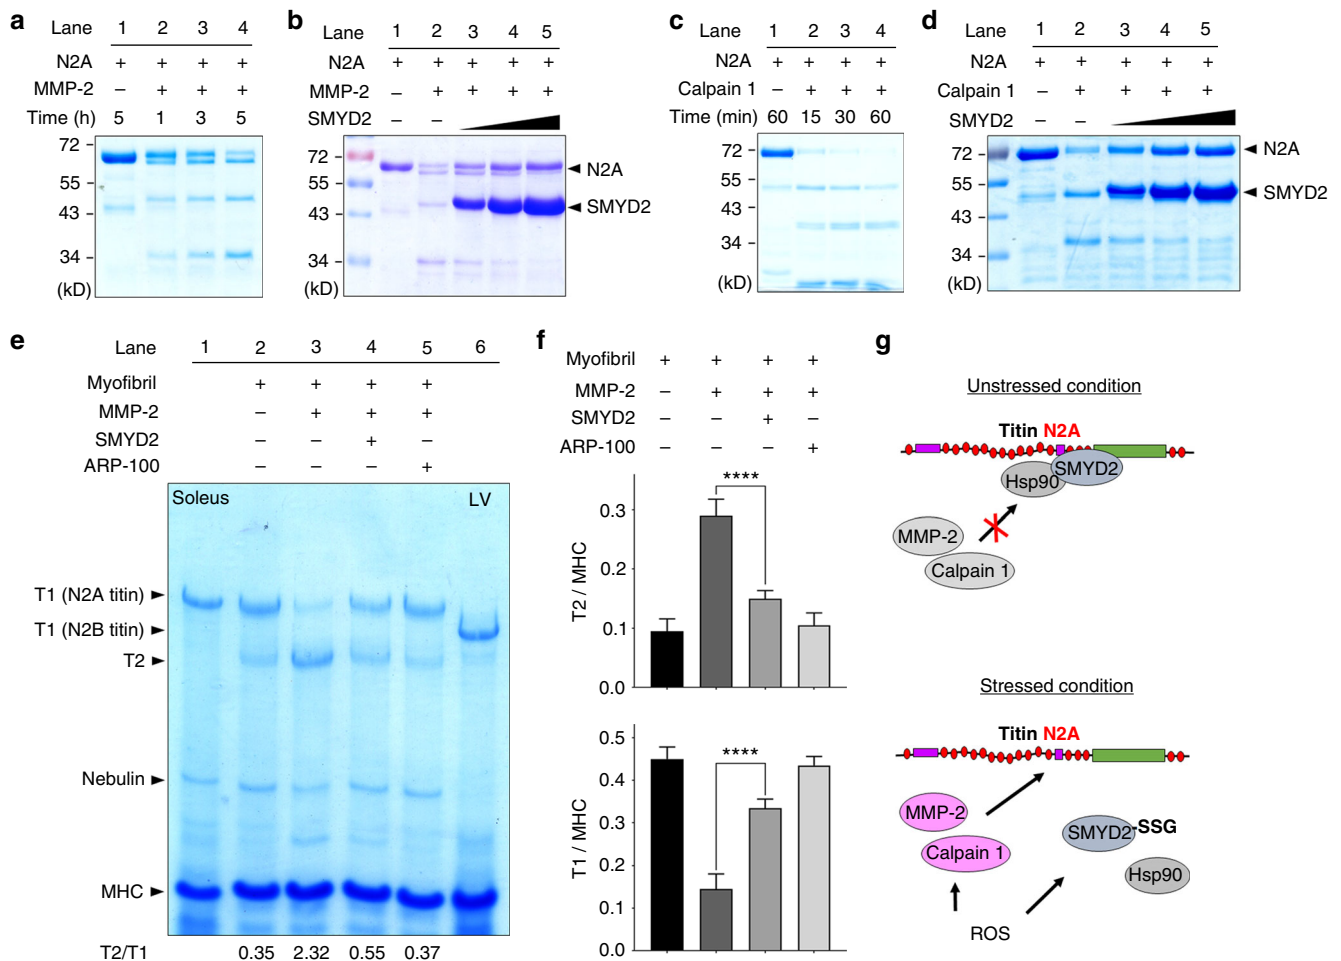 a
Lane 1 2 3 4
N2A + + + +
MMP-2 – + + +
Time (h) 5 1 3 5
72
55
43
34
(kD)
b
Lane 1 2 3 4 5
N2A + + + + +
MMP-2 – + + + +
SMYD2 – –
72
55
43
34
(kD)
N2A
SMYD2
c
Lane 1 2 3 4
N2A + + + +
Calpain 1 – + + +
Time (min) 60 15 30 60
72
55
43
34
(kD)
d
Lane 1 2 3 4 5
N2A + + + + +
Calpain 1 – + + + +
SMYD2 – –
72
55
43
34
(kD)
N2A
SMYD2
e
Lane 1 2 3 4 5 6
Myofibril + + + +
MMP-2 – + + +
SMYD2 – – + –
ARP-100 – – – +
Soleus LV
T1 (N2A titin)
T1 (N2B titin)
T2
Nebulin
MHC
T2/T1 0.35 2.32 0.55 0.37
f
Myofibril + + + +
MMP-2 – + + +
SMYD2 – – + –
ARP-100 – – – +
****
0.3
0.2
0.1
0.0
T2 / MHC
****
0.5
0.4
0.3
0.2
0.1
0.0
T1 / MHC
g
Unstressed condition
Titin N2A
SMYD2
Hsp90
MMP-2
Calpain 1
Stressed condition
Titin N2A
MMP-2
SMYD2-SSG
Calpain 1
Hsp90
ROS